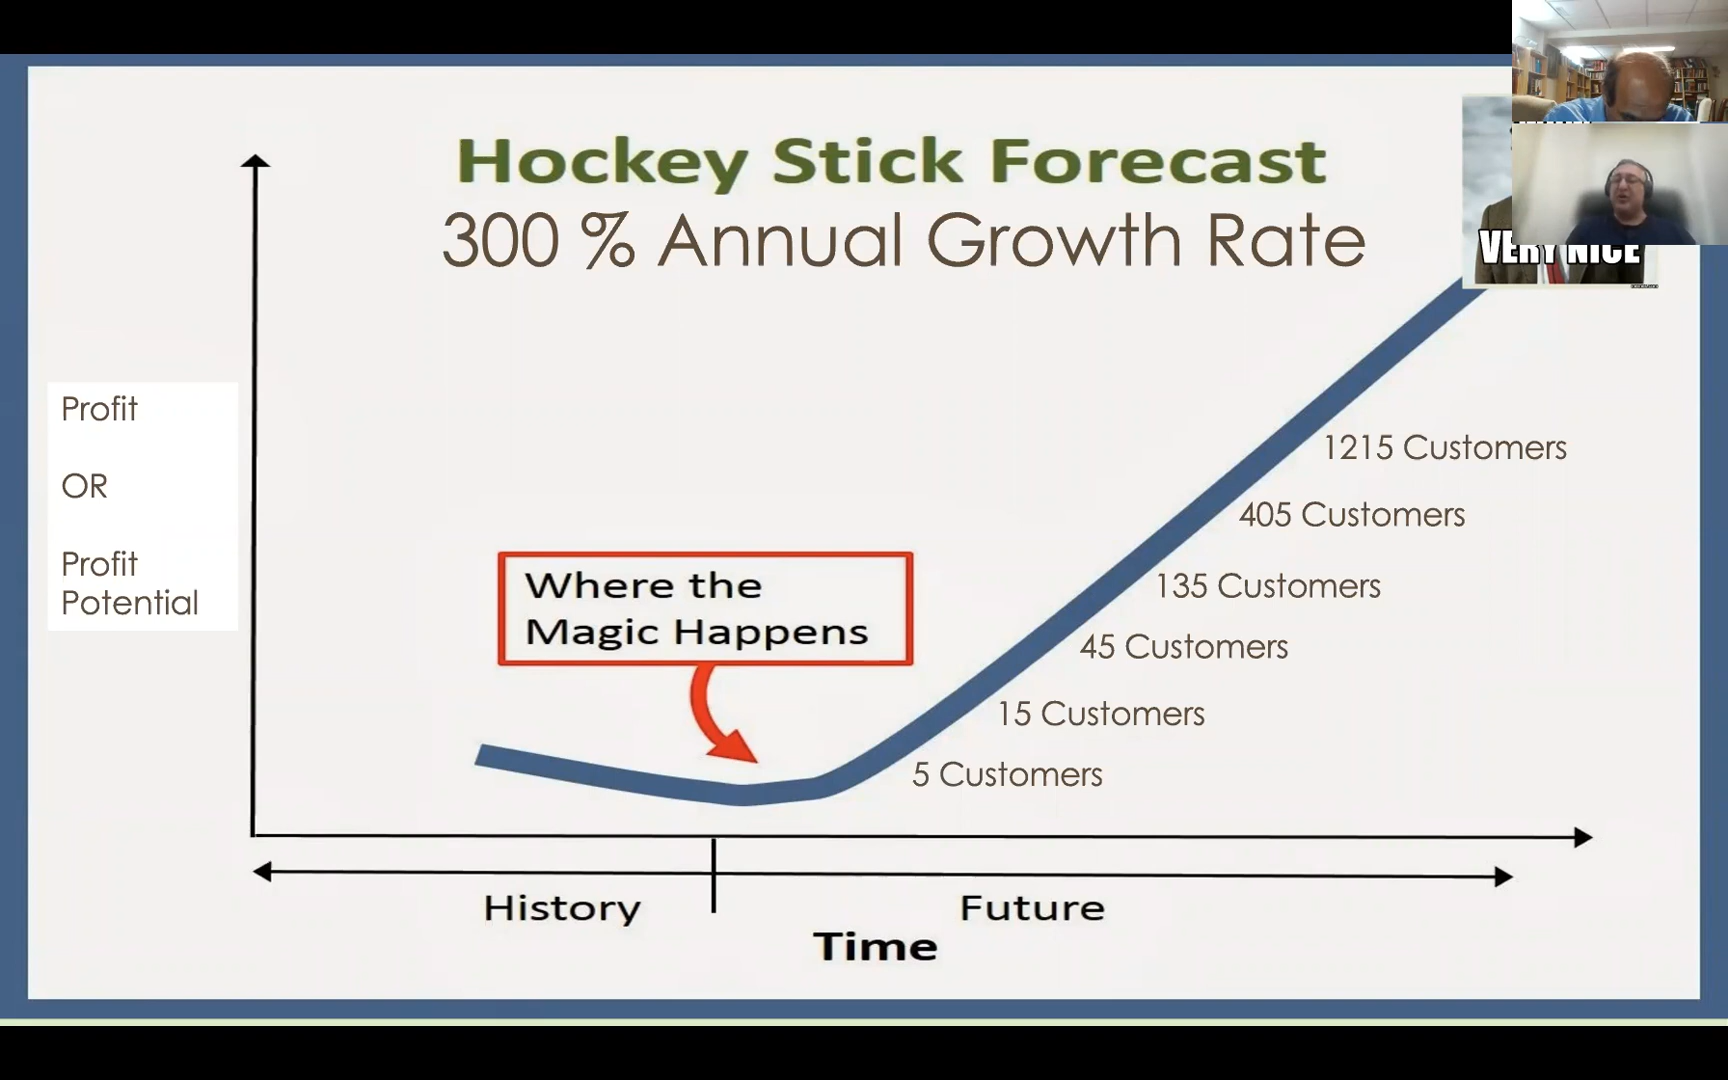 Hockey Stick Forecast
300 % Annual Growth Rate
VERY NICE
Profit
OR
Profit
Potential
Where the
Magic Happens
1215 Customers
405 Customers
135 Customers
45 Customers
15 Customers
5 Customers
History
Future
Time